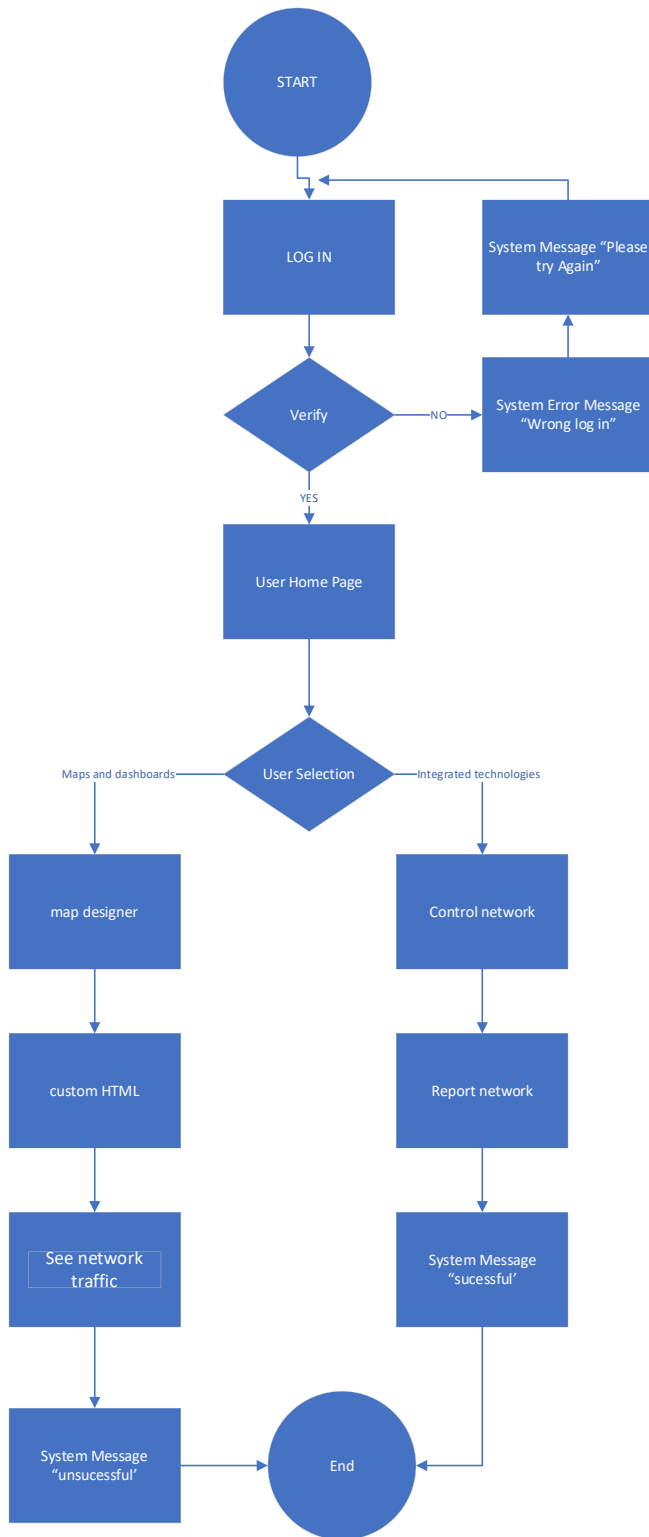 START
LOG IN
System Message “Please
try Again”
Verify
NO
System Error Message
“Wrong log in”
YES
User Home Page
User Selection
Maps and dashboards
Integrated technologies
map designer
Control network
custom HTML
Report network
See network
traffic
System Message
“sucessful’
System Message
“unsucessful’
End